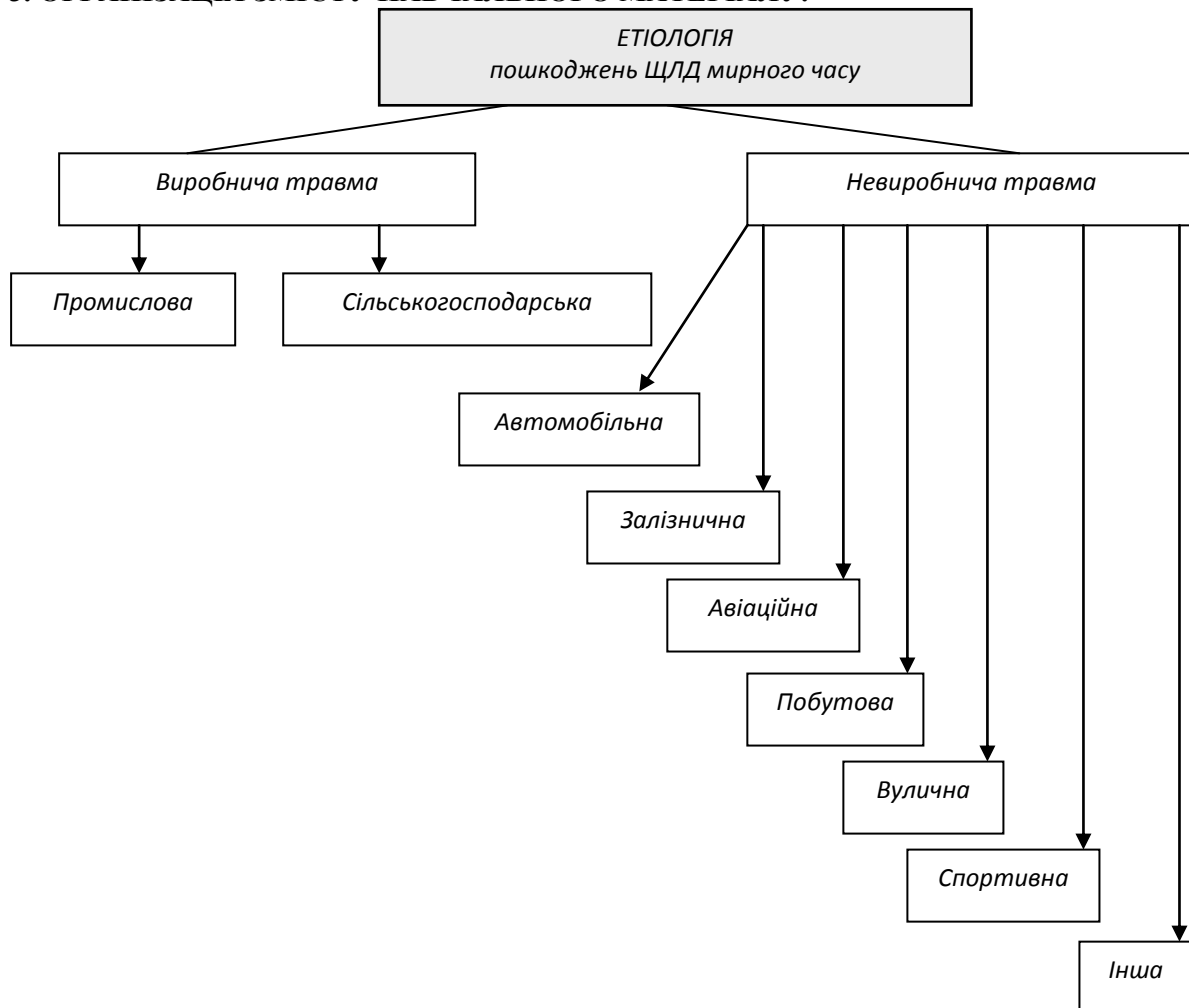 ЕТІОЛОГІЯ
пошкоджень ЩЛД мирного часу
Виробнича травма
Невиробнича травма
Промислова
Сільськогосподарська
Автомобільна
Залізнична
Авіаційна
Побутова
Вулична
Спортивна
Інша